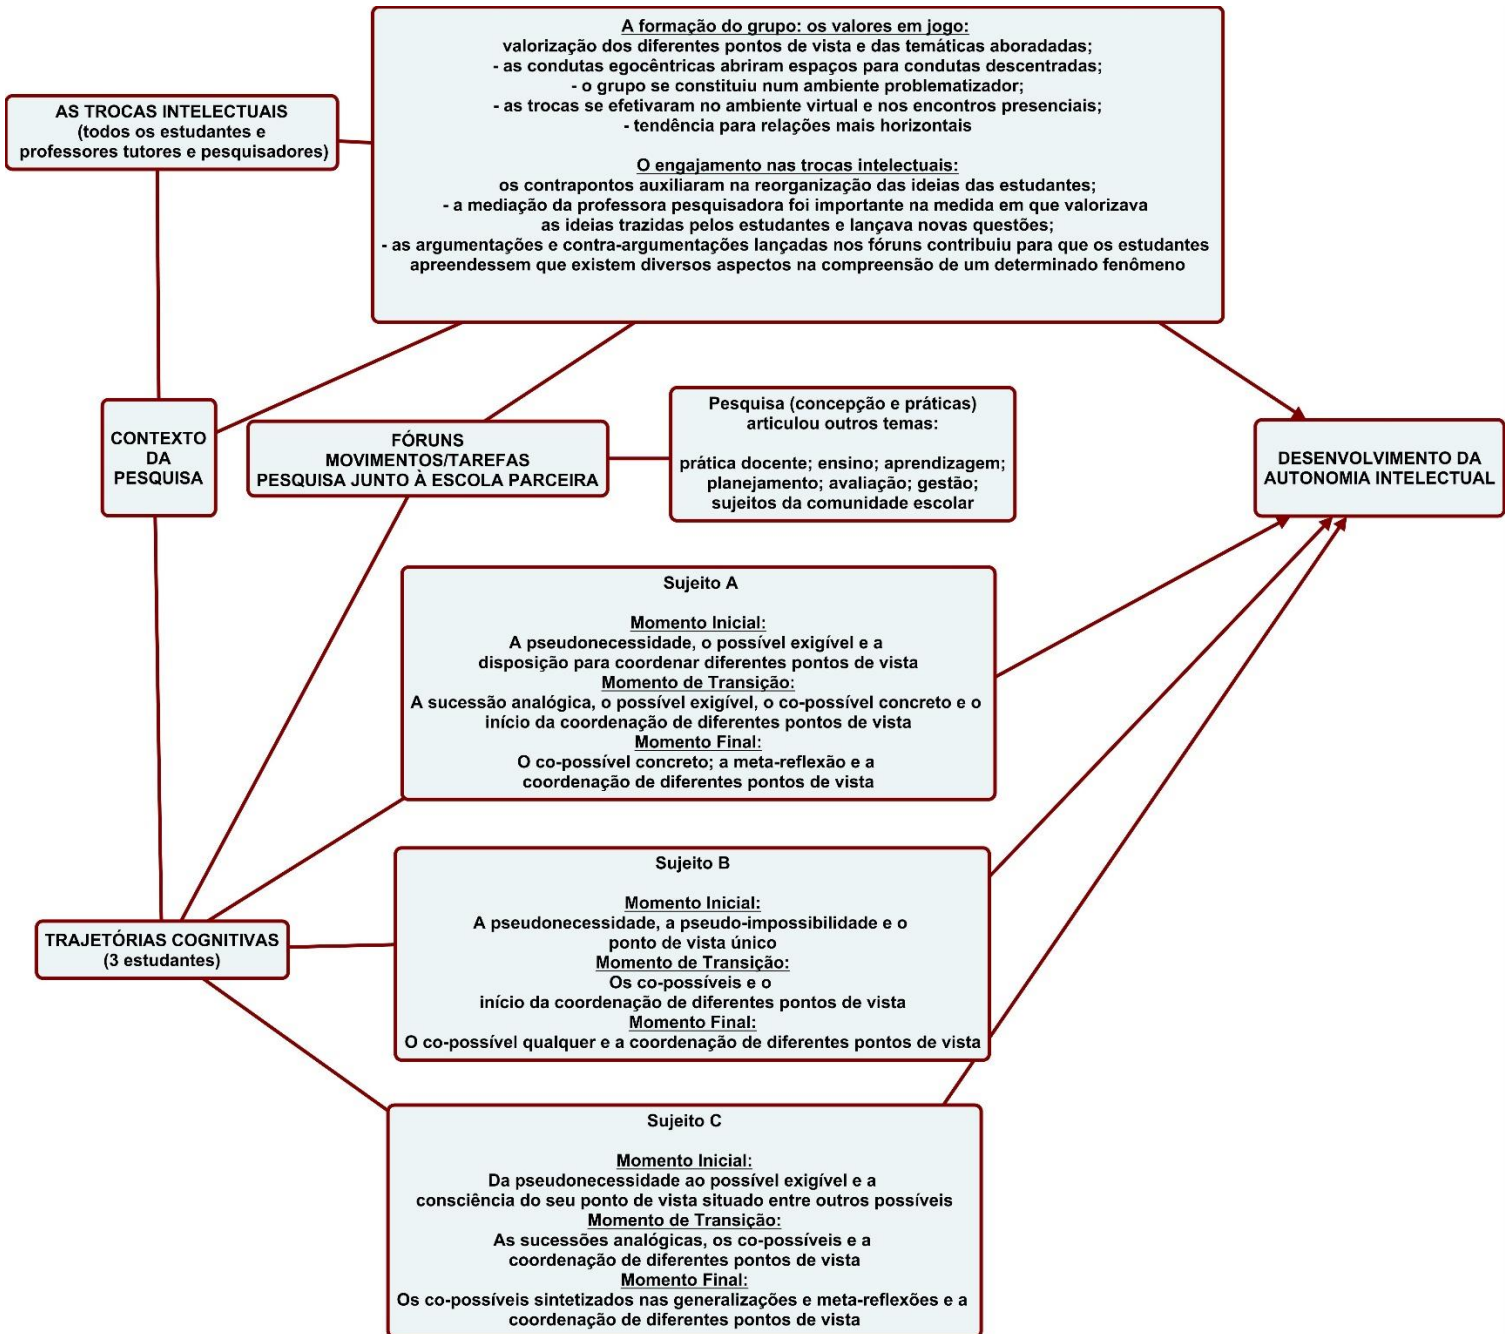 A formação do grupo: os valores em jogo:
valorização dos diferentes pontos de vista e das temáticas aboradadas;
- as condutas egocêntricas abriram espaços para condutas descentradas;
- o grupo se constituiu num ambiente problematizador;
- as trocas se efetivaram no ambiente virtual e nos encontros presenciais;
- tendência para relações mais horizontais
O engajamento nas trocas intelectuais:
os contrapontos auxiliaram na reorganização das ideias das estudantes;
- a mediação da professora pesquisadora foi importante na medida em que valorizava
as ideias trazidas pelos estudantes e lançava novas questões;
- as argumentações e contra-argumentações lançadas nos fóruns contribuiu para que os estudantes
apreendessem que existem diversos aspectos na compreensão de um determinado fenômeno
AS TROCAS INTELECTUAIS
(todos os estudantes e
professores tutores e pesquisadores)
CONTEXTO
DA
PESQUISA
FÓRUNS
MOVIMENTOS/TAREFAS
PESQUISA JUNTO À ESCOLA PARCEIRA
Pesquisa (concepção e práticas)
articulou outros temas:
prática docente; ensino; aprendizagem;
planejamento; avaliação; gestão;
sujeitos da comunidade escolar
DESENVOLVIMENTO DA
AUTONOMIA INTELECTUAL
Sujeito A
Momento Inicial:
A pseudonecessidade, o possível exigível e a
disposição para coordenar diferentes pontos de vista
Momento de Transição:
A sucessão analógica, o possível exigível, o co-possível concreto e o
início da coordenação de diferentes pontos de vista
Momento Final:
O co-possível concreto; a meta-reflexão e a
coordenação de diferentes pontos de vista
TRAJETÓRIAS COGNITIVAS
(3 estudantes)
Sujeito B
Momento Inicial:
A pseudonecessidade, a pseudo-impossibilidade e o
ponto de vista único
Momento de Transição:
Os co-possíveis e o
início da coordenação de diferentes pontos de vista
Momento Final:
O co-possível qualquer e a coordenação de diferentes pontos de vista
Sujeito C
Momento Inicial:
Da pseudonecessidade ao possível exigível e a
consciência do seu ponto de vista situado entre outros possíveis
Momento de Transição:
As sucessões analógicas, os co-possíveis e a
coordenação de diferentes pontos de vista
Momento Final:
Os co-possíveis sintetizados nas generalizações e meta-reflexões e a
coordenação de diferentes pontos de vista